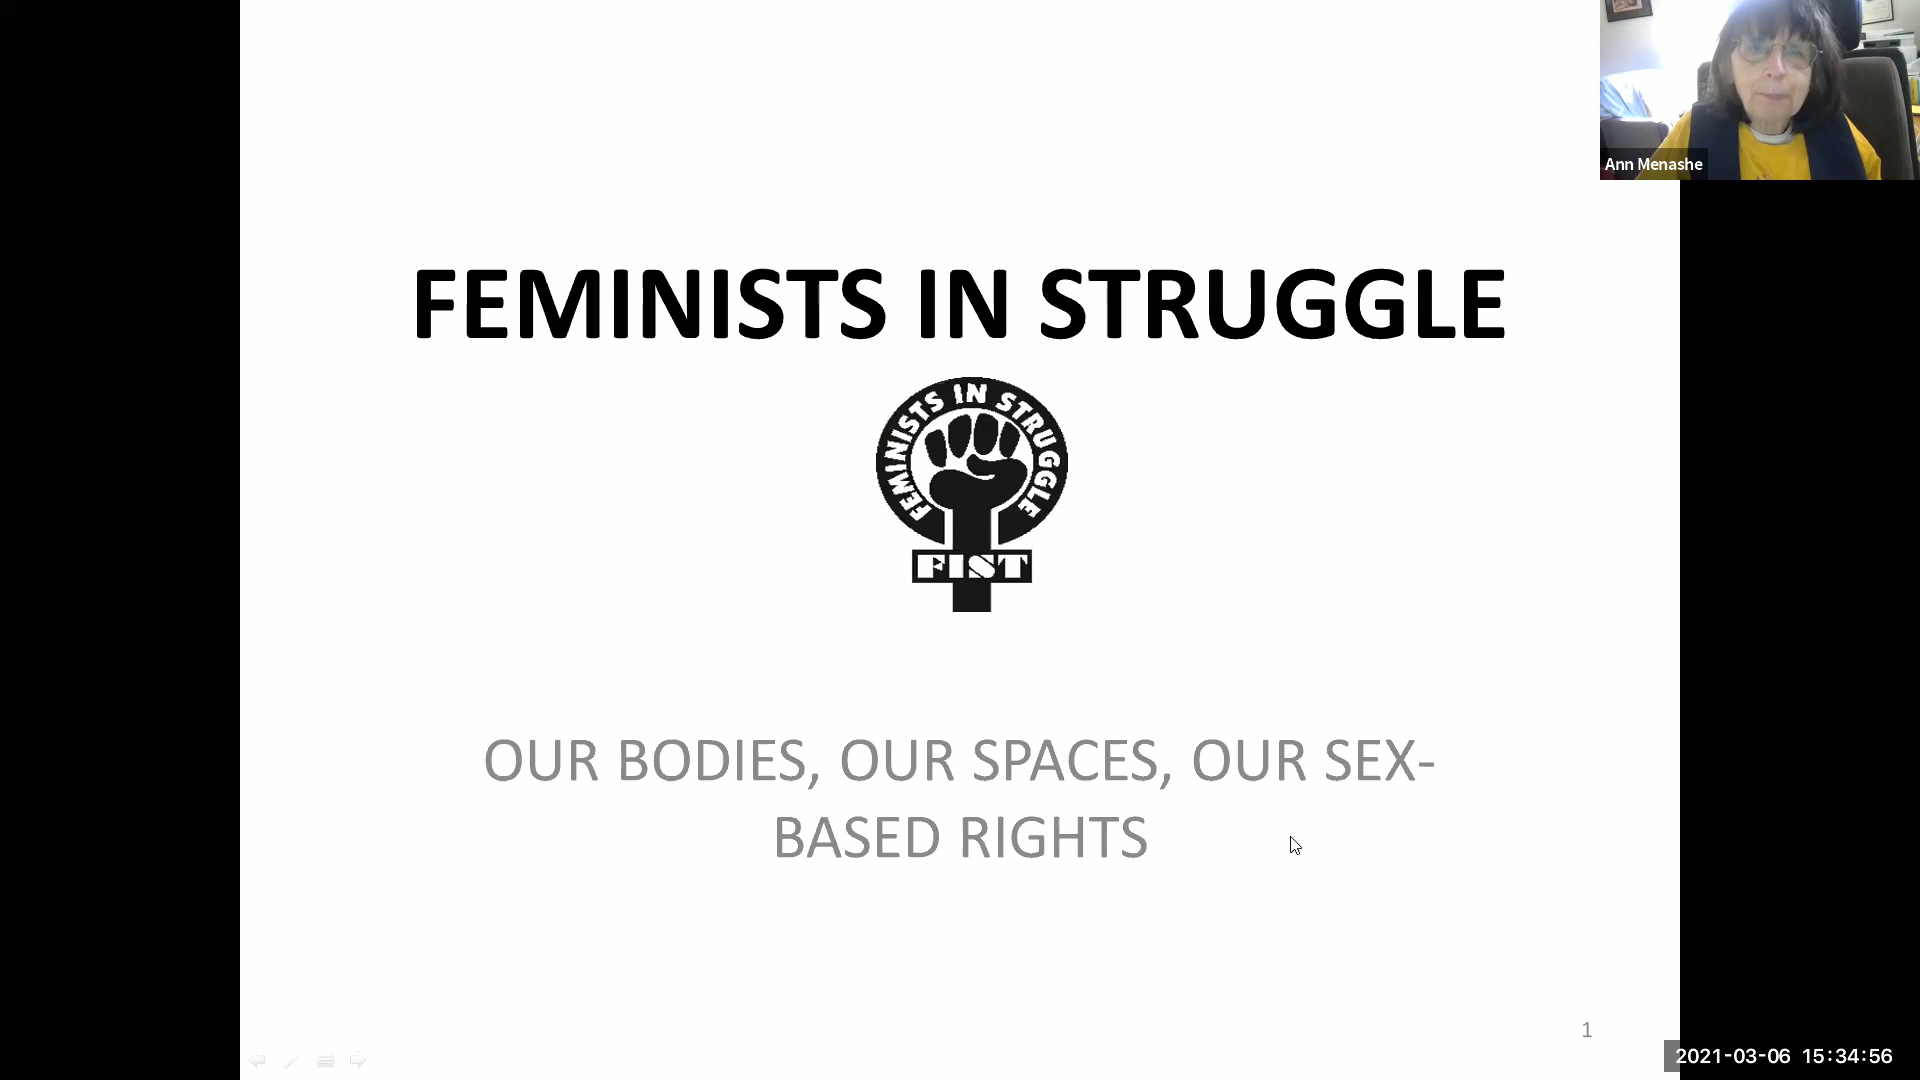 Ann Menashe
FEMINISTS IN STRUGGLE
FEMINISTS IN STRUGGLE
FIST
OUR BODIES, OUR SPACES, OUR SEX-
BASED RIGHTS
1
2021-03-06 15:34:56